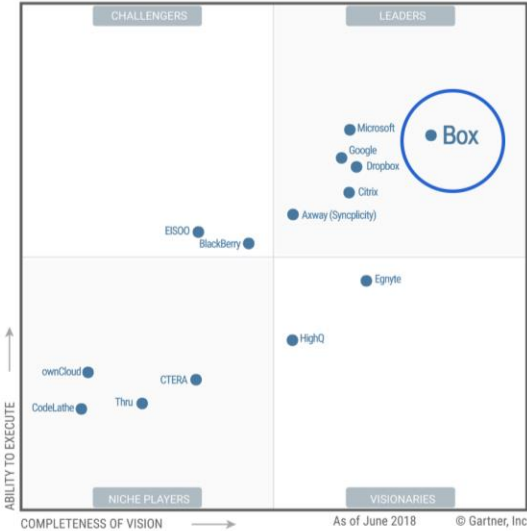 CHALLENGERS
LEADERS
Microsoft
Box
Google
Dropbox
Citrix
Axway (Syncplicity)
EISOO
BlackBerry
Egnyte
HighQ
ownCloud
CTERA
Thru
CodeLathe
ABILITY TO EXECUTE
NICHE PLAYERS
VISIONARIES
COMPLETENESS OF VISION
As of June 2018
© Gartner, Inc